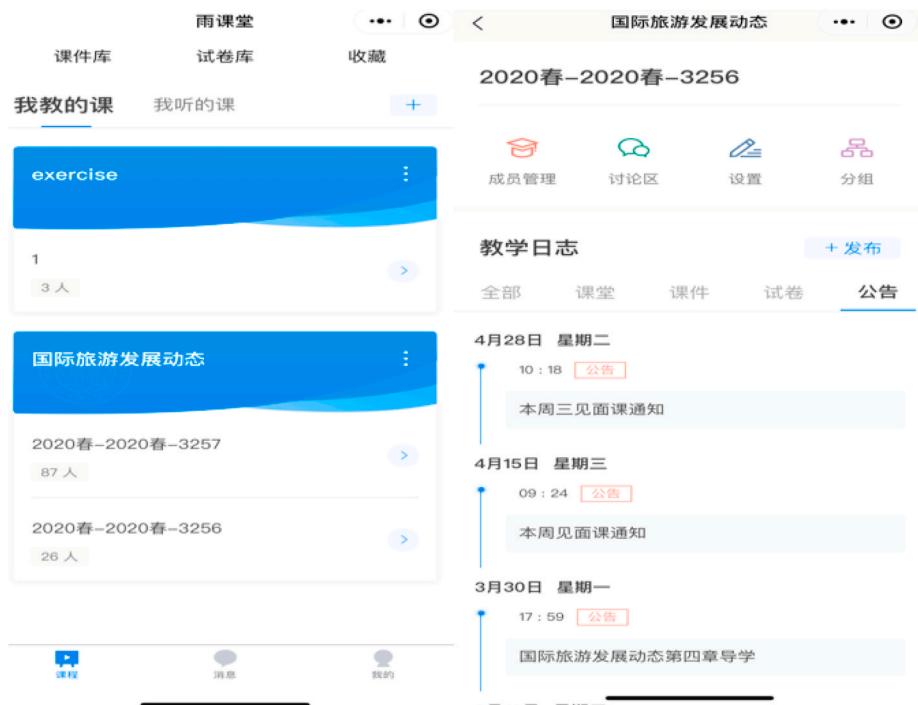 雨课堂
课件库 试卷库 收藏
我教的课 我听的课 +
exercise
1
3 人
国际旅游发展动态
2020春–2020春–3257
87 人
2020春–2020春–3256
26 人
课程 消息 我的
国际旅游发展动态
2020春–2020春–3256
成员管理 讨论区 设置 分组
教学日志 + 发布
全部 课堂 课件 试卷 公告
4月28日 星期二
10 : 18 公告
本周三见面课通知
4月15日 星期三
09 : 24 公告
本周见面课通知
3月30日 星期一
17 : 59 公告
国际旅游发展动态第四章导学